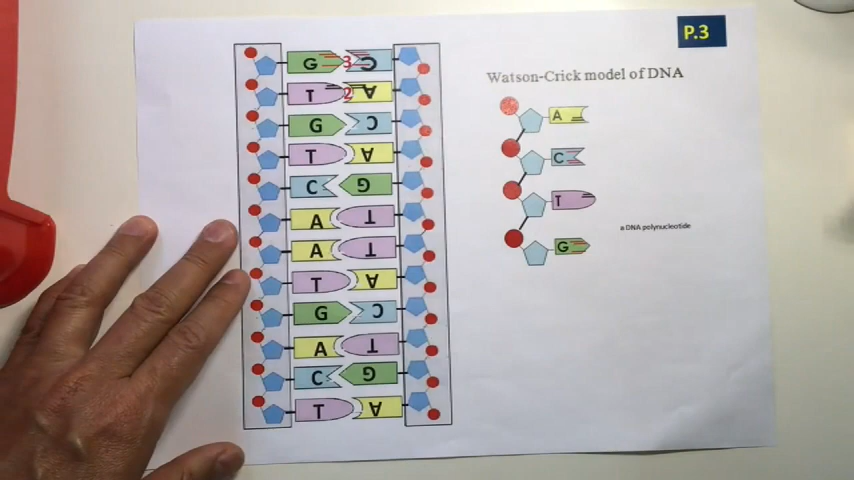 P.3
Watson-Crick model of DNA
G 3 C
T 2 A
G C
T A
C G
A T
A T
T A
G C
A T
C G
T A
A
C
T
G
a DNA polynucleotide